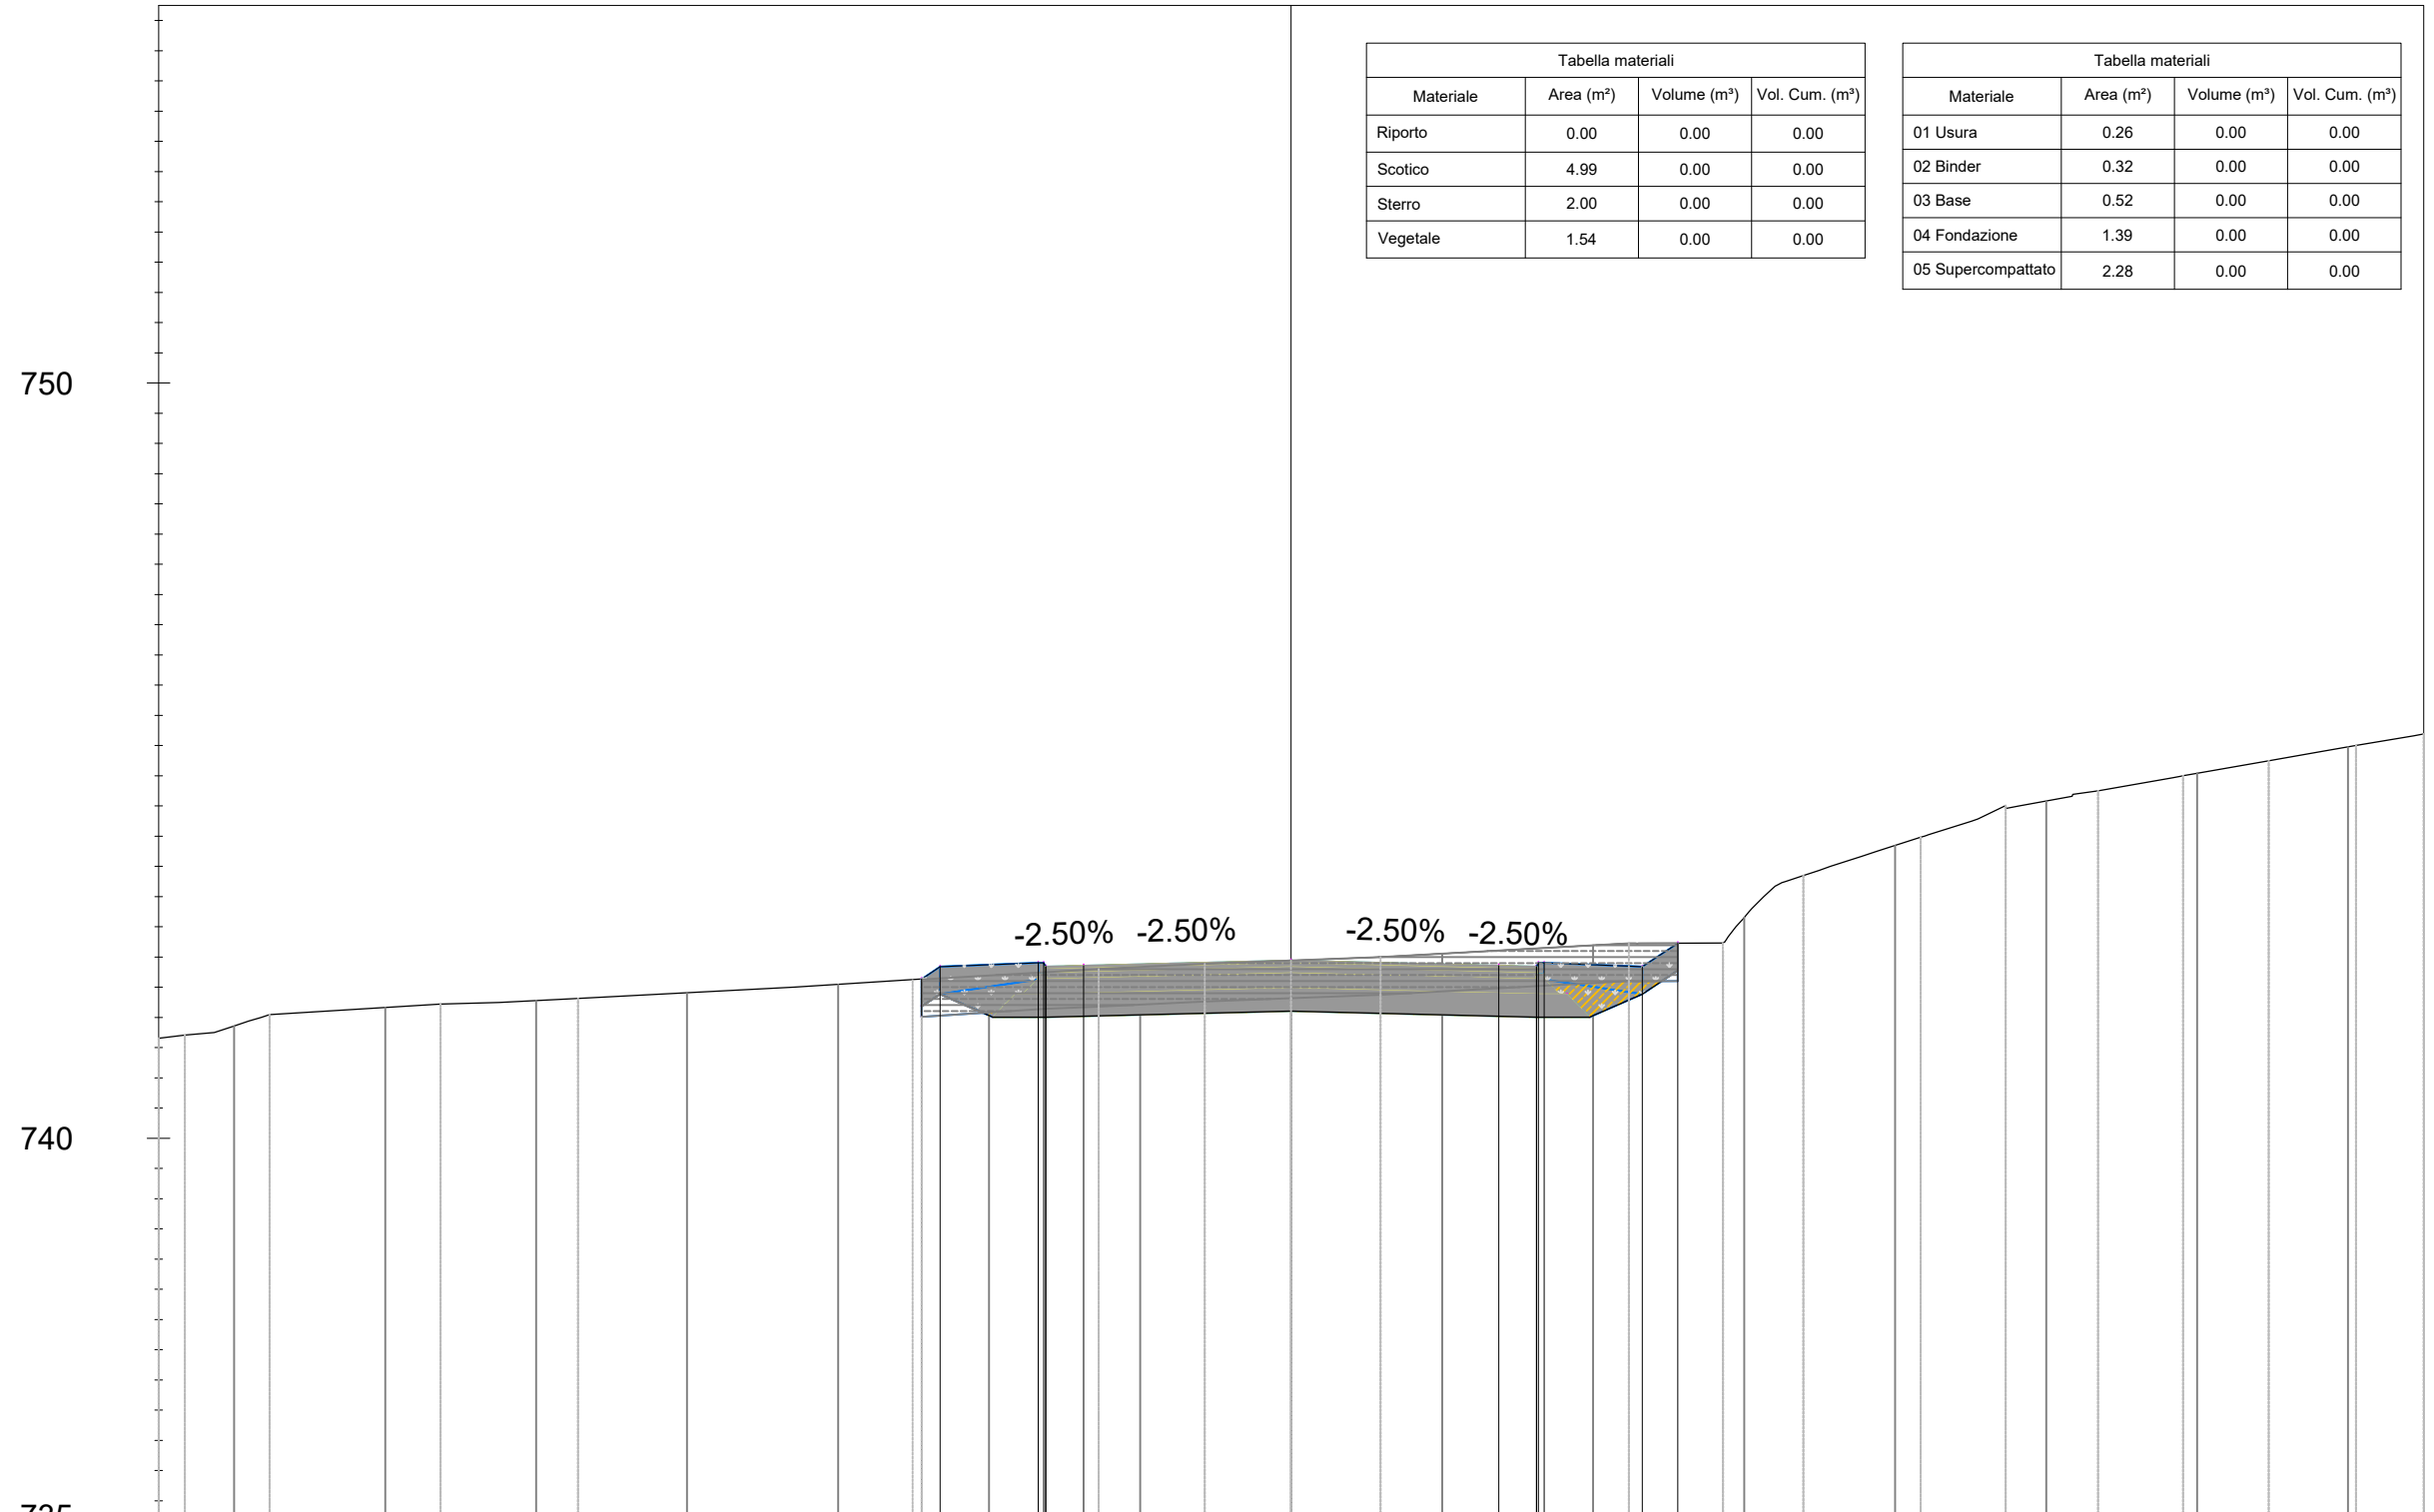 Tabella materiali
Materiale Area (m²) Volume (m³) Vol. Cum. (m³)
Riporto 0.00 0.00 0.00
Scotico 4.99 0.00 0.00
Sterro 2.00 0.00 0.00
Vegetale 1.54 0.00 0.00
Tabella materiali
Materiale Area (m²) Volume (m³) Vol. Cum. (m³)
01 Usura 0.26 0.00 0.00
02 Binder 0.32 0.00 0.00
03 Base 0.52 0.00 0.00
04 Fondazione 1.39 0.00 0.00
05 Supercompattato 2.28 0.00 0.00
750
-2.50% -2.50% -2.50% -2.50%
740